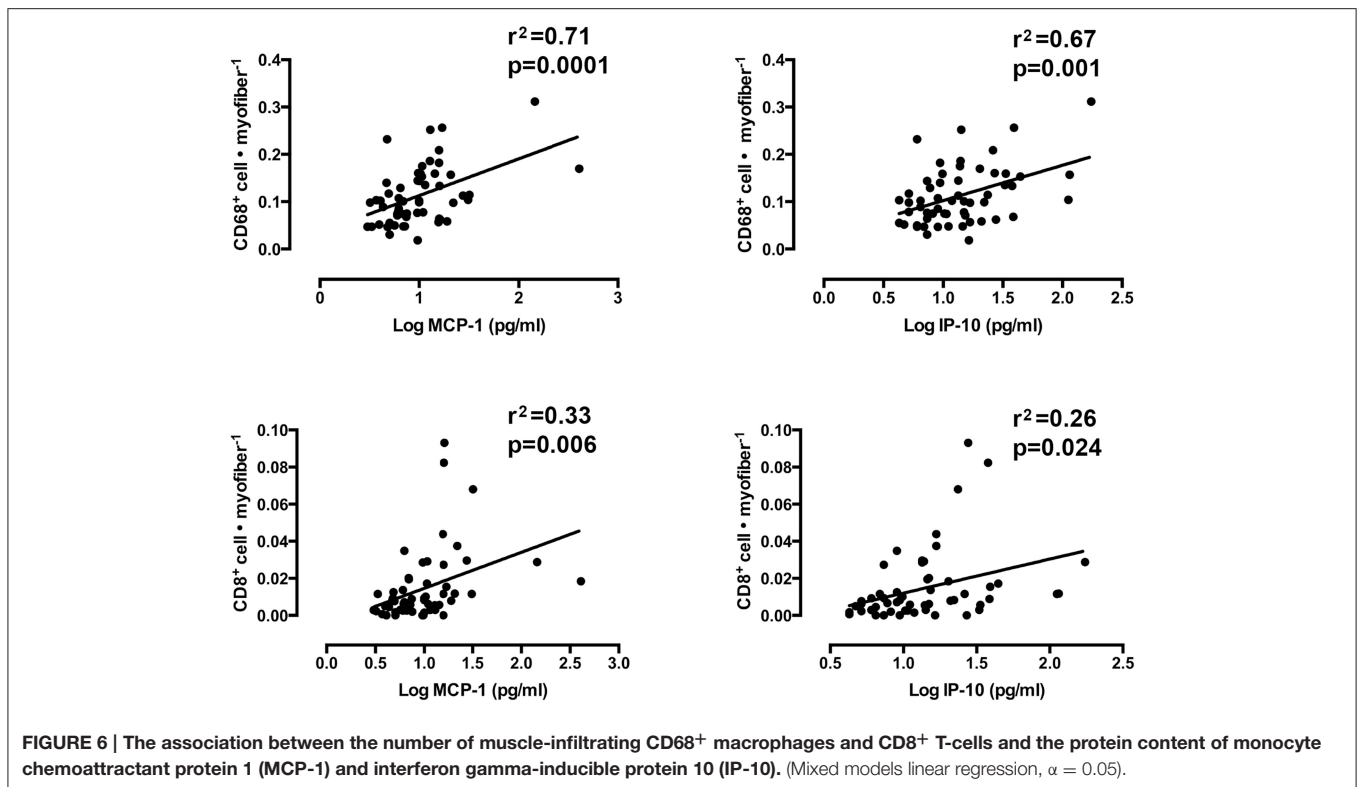 r²=0.71
p=0.0001
CD68⁺ cell • myofiber⁻¹
0.4
0.3
0.2
0.1
0.0
0 1 2 3
Log MCP-1 (pg/ml)
r²=0.67
p=0.001
CD68⁺ cell • myofiber⁻¹
0.4
0.3
0.2
0.1
0.0
0.0 0.5 1.0 1.5 2.0 2.5
Log IP-10 (pg/ml)
r²=0.33
p=0.006
CD8⁺ cell • myofiber⁻¹
0.10
0.08
0.06
0.04
0.02
0.00
0.0 0.5 1.0 1.5 2.0 2.5 3.0
Log MCP-1 (pg/ml)
r²=0.26
p=0.024
CD8⁺ cell • myofiber⁻¹
0.10
0.08
0.06
0.04
0.02
0.00
0.5 1.0 1.5 2.0 2.5
Log IP-10 (pg/ml)
FIGURE 6 | The association between the number of muscle-infiltrating CD68+ macrophages and CD8+ T-cells and the protein content of monocyte
chemoattractant protein 1 (MCP-1) and interferon gamma-inducible protein 10 (IP-10). (Mixed models linear regression, α = 0.05).